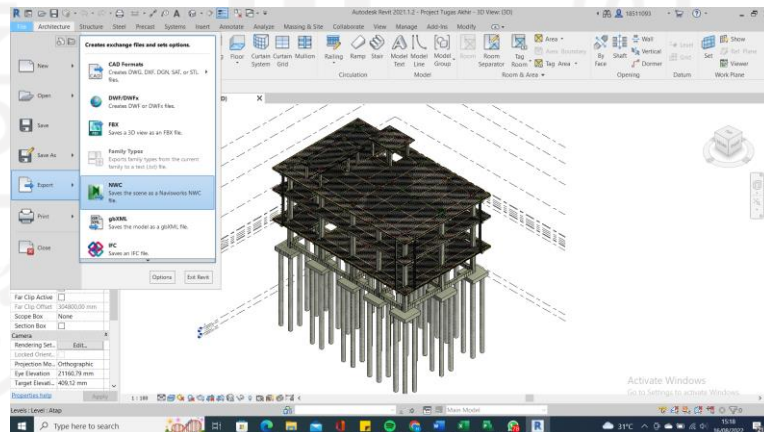 Autodesk Revit 2021.1.2 - Project Tugas Akhir - 3D View: {3D}
18511093
File Architecture Structure Steel Precast Systems Insert Annotate Analyze Massing & Site Collaborate View Manage Add-Ins Modify
Creates exchange files and sets options.
New
Open
Save
Save As
Export
Print
Close
CAD Formats
Creates DWG, DXF, DGN, SAT, or STL files.
DWF/DWFx
Creates DWF or DWFx files.
FBX
Saves a 3D view as an FBX file.
Family Types
Exports family types from the current family to a text (.txt) file.
NWC
Saves the scene as a Navisworks NWC file.
gbXML
Saves the model as a gbXML file.
IFC
Saves an IFC file.
Options
Exit Revit
Floor
Curtain System
Curtain Grid
Mullion
Railing
Ramp
Stair
Model Text
Model Line
Model Group
Room
Room Separator
Tag Room
Area
Area Boundary
Tag Area
By Face
Shaft
Wall
Vertical
Dormer
Level
Grid
Set
Show
Ref Plane
Viewer
Circulation
Model
Room & Area
Opening
Datum
Work Plane
Far Clip Active
Far Clip Offset 304800.00 mm
Scope Box None
Section Box
Camera
Rendering Set... Edit...
Locked Orient...
Projection Mo... Orthographic
Eye Elevation 21160.79 mm
Target Elevati... 409.12 mm
Properties help
Apply
1 : 100
Activate Windows
Go to Settings to activate Windows.
Levels : Level : Atap
Main Model
Type here to search
31°C
15:18
16/08/2022